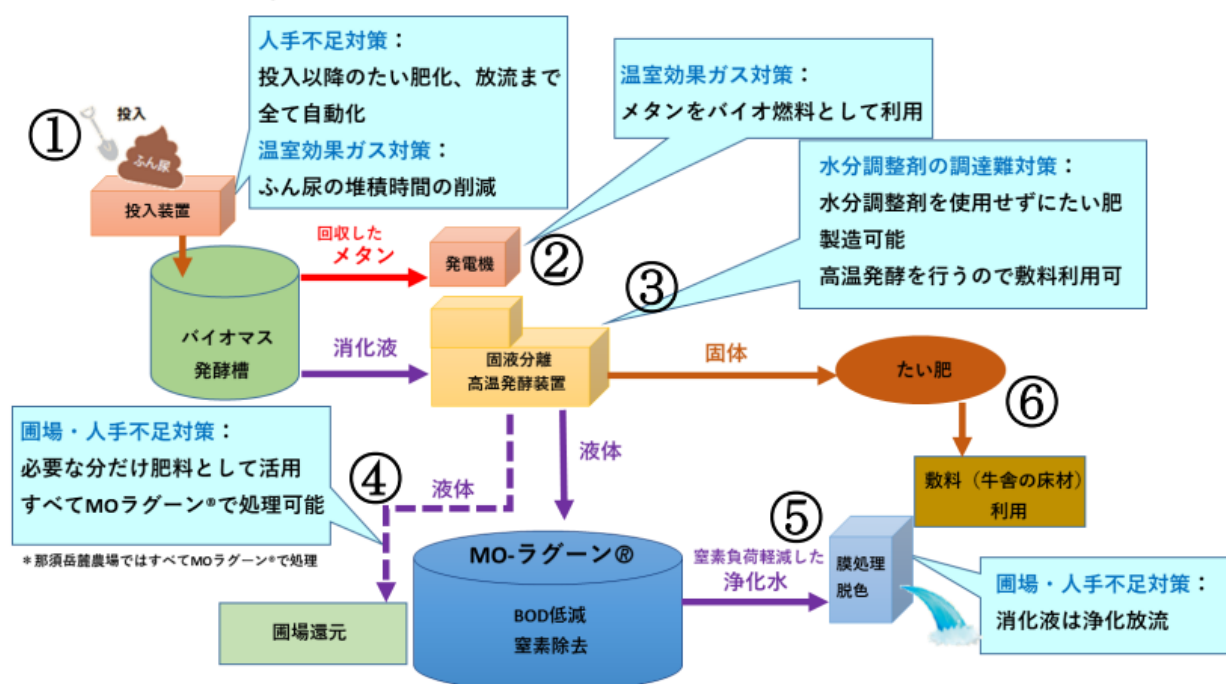 人手不足対策：
投入以降のたい肥化、放流まで
全て自動化
温室効果ガス対策：
ふん尿の堆積時間の削減
温室効果ガス対策：
メタンをバイオ燃料として利用
水分調整剤の調達難対策：
水分調整剤を使用せずにたい肥
製造可能
高温発酵を行うので敷料利用可
①
投入
ふん尿
投入装置
回収した
メタン
発電機
②
③
バイオマス
発酵槽
消化液
固液分離
高温発酵装置
固体
たい肥
⑥
敷料（牛舎の床材）
利用
圃場・人手不足対策：
必要な分だけ肥料として活用
すべてMOラグーン®で処理可能
＊那須岳麓農場ではすべてMOラグーン®で処理
④
液体
液体
圃場還元
MO-ラグーン®
BOD低減
窒素除去
窒素負荷軽減した
浄化水
⑤
膜処理
脱色
圃場・人手不足対策：
消化液は浄化放流